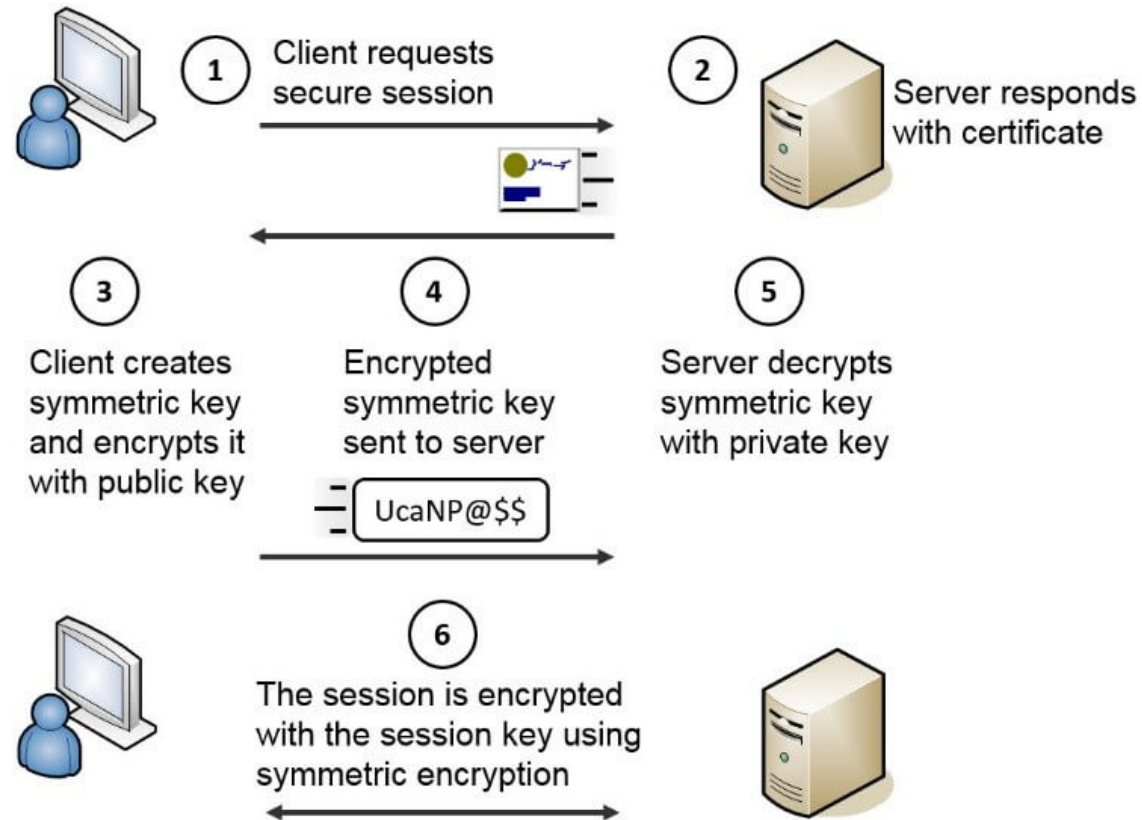 1
Client requests
secure session
2
Server responds
with certificate
3
Client creates
symmetric key
and encrypts it
with public key
4
Encrypted
symmetric key
sent to server
UcaNP@$$
5
Server decrypts
symmetric key
with private key
6
The session is encrypted
with the session key using
symmetric encryption